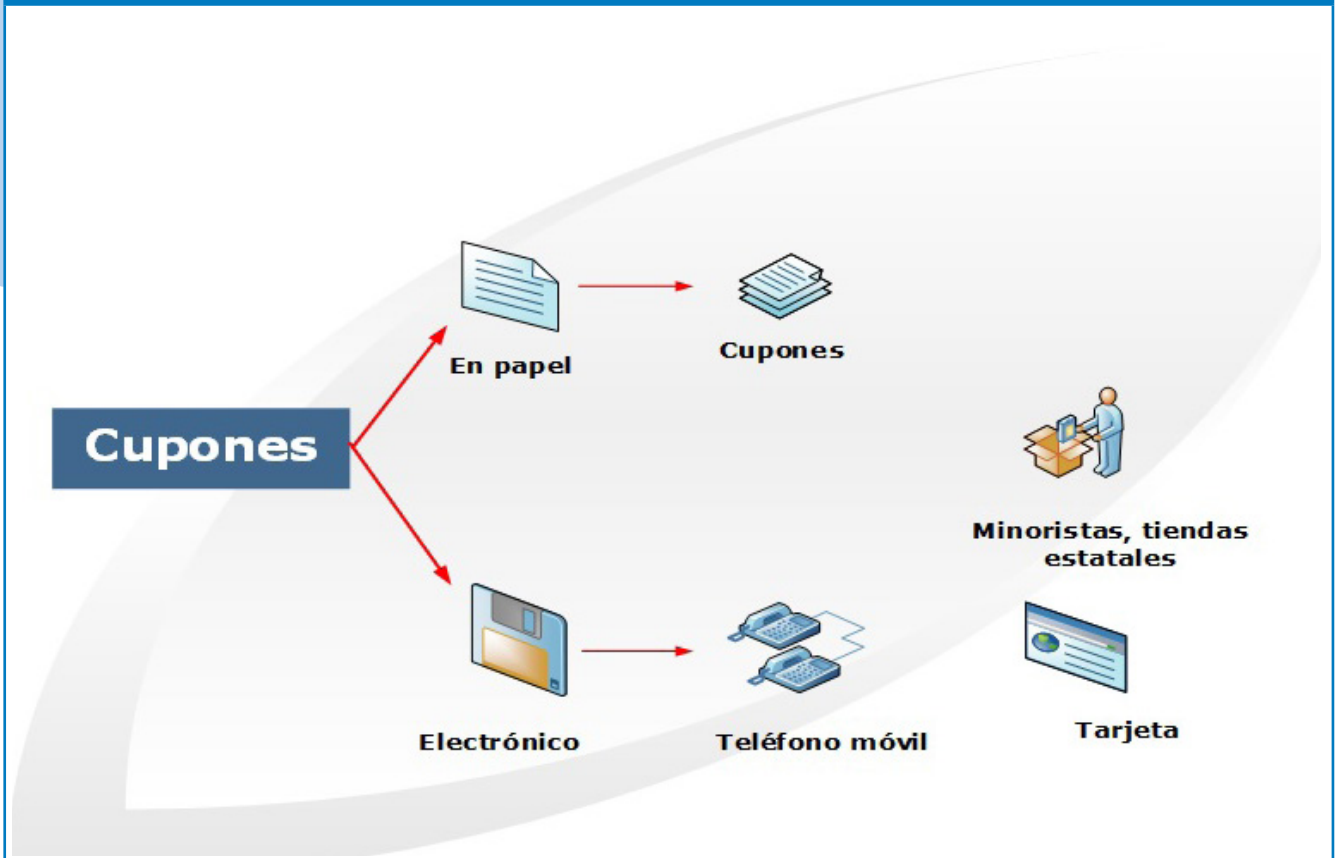 En papel
Cupones
Cupones
Minoristas, tiendas
estatales
Electrónico
Teléfono móvil
Tarjeta